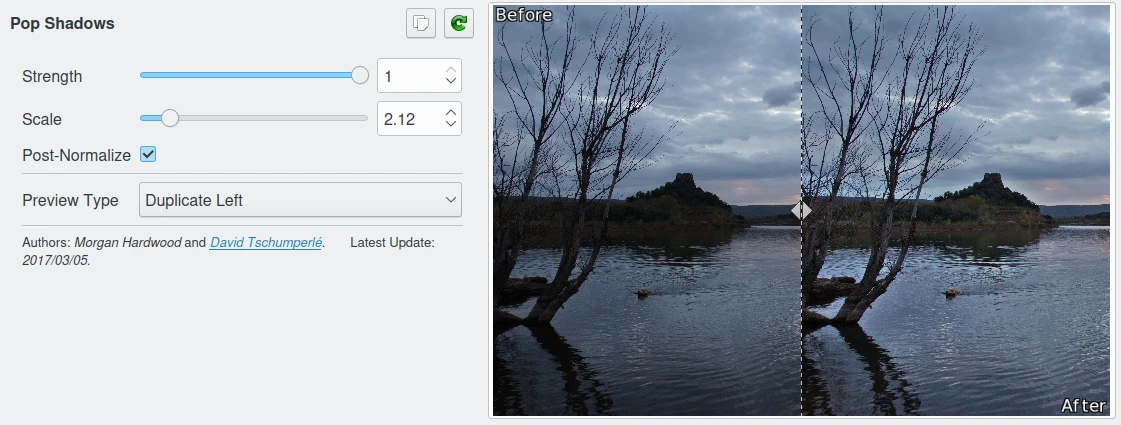 Pop Shadows
Strength 1
Scale 2.12
Post-Normalize
Preview Type Duplicate Left
Authors: Morgan Hardwood and David Tschumperlé. Latest Update:
2017/03/05.
Before
After